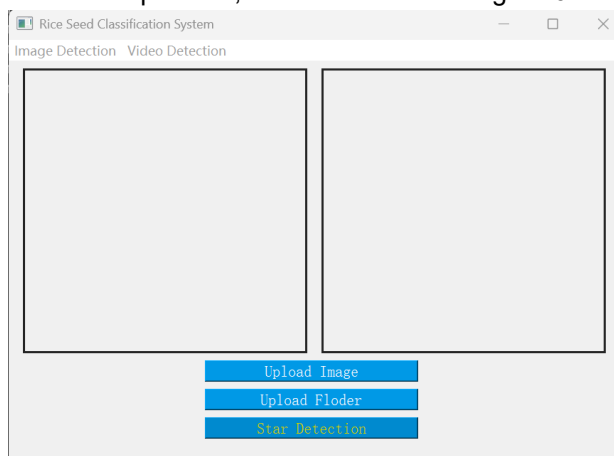 Rice Seed Classification System
Image Detection Video Detection
Upload Image
Upload Floder
Star Detection